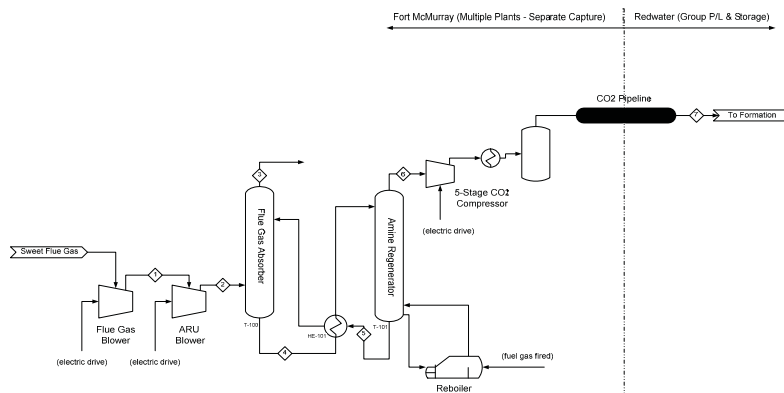 Fort McMurray (Multiple Plants - Separate Capture)
Redwater (Group P/L & Storage)
CO2 Pipeline
7
To Formation
3
6
5-Stage CO2
Compressor
(electric drive)
Flue Gas Absorber
Amine Regenerator
Sweet Flue Gas
1
2
Flue Gas
Blower
ARU
Blower
(electric drive)
(electric drive)
T-100
HE-101
T-101
4
5
(fuel gas fired)
Reboiler